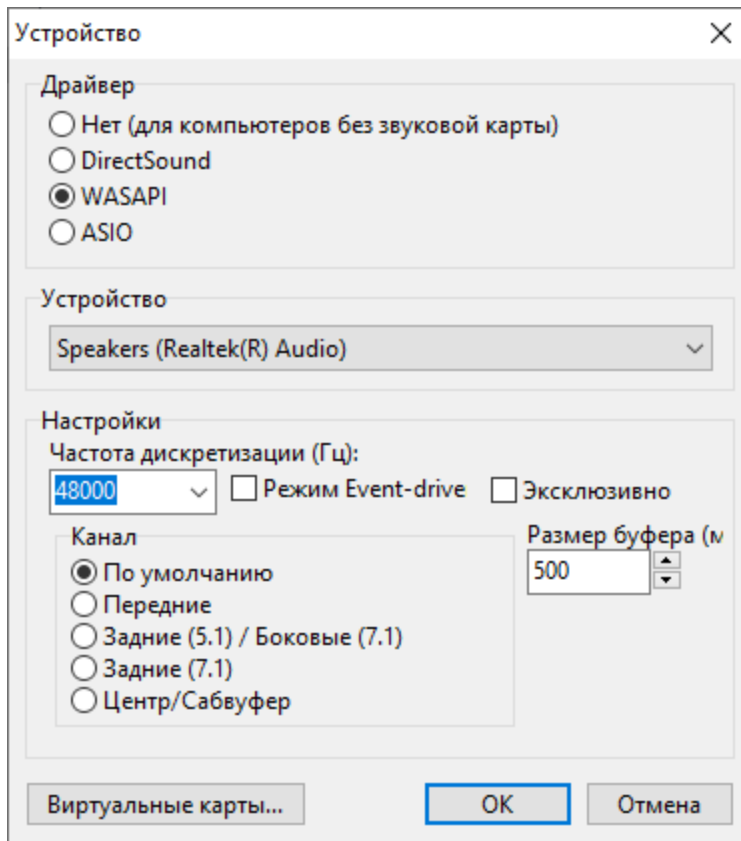 Устройство
Драйвер
Нет (для компьютеров без звуковой карты)
DirectSound
WASAPI
ASIO
Устройство
Speakers (Realtek(R) Audio)
Настройки
Частота дискретизации (Гц):
48000 Режим Event-drive Эксклюзивно
Канал Размер буфера (м
По умолчанию 500
Передние
Задние (5.1) / Боковые (7.1)
Задние (7.1)
Центр/Сабвуфер
Виртуальные карты... OK Отмена